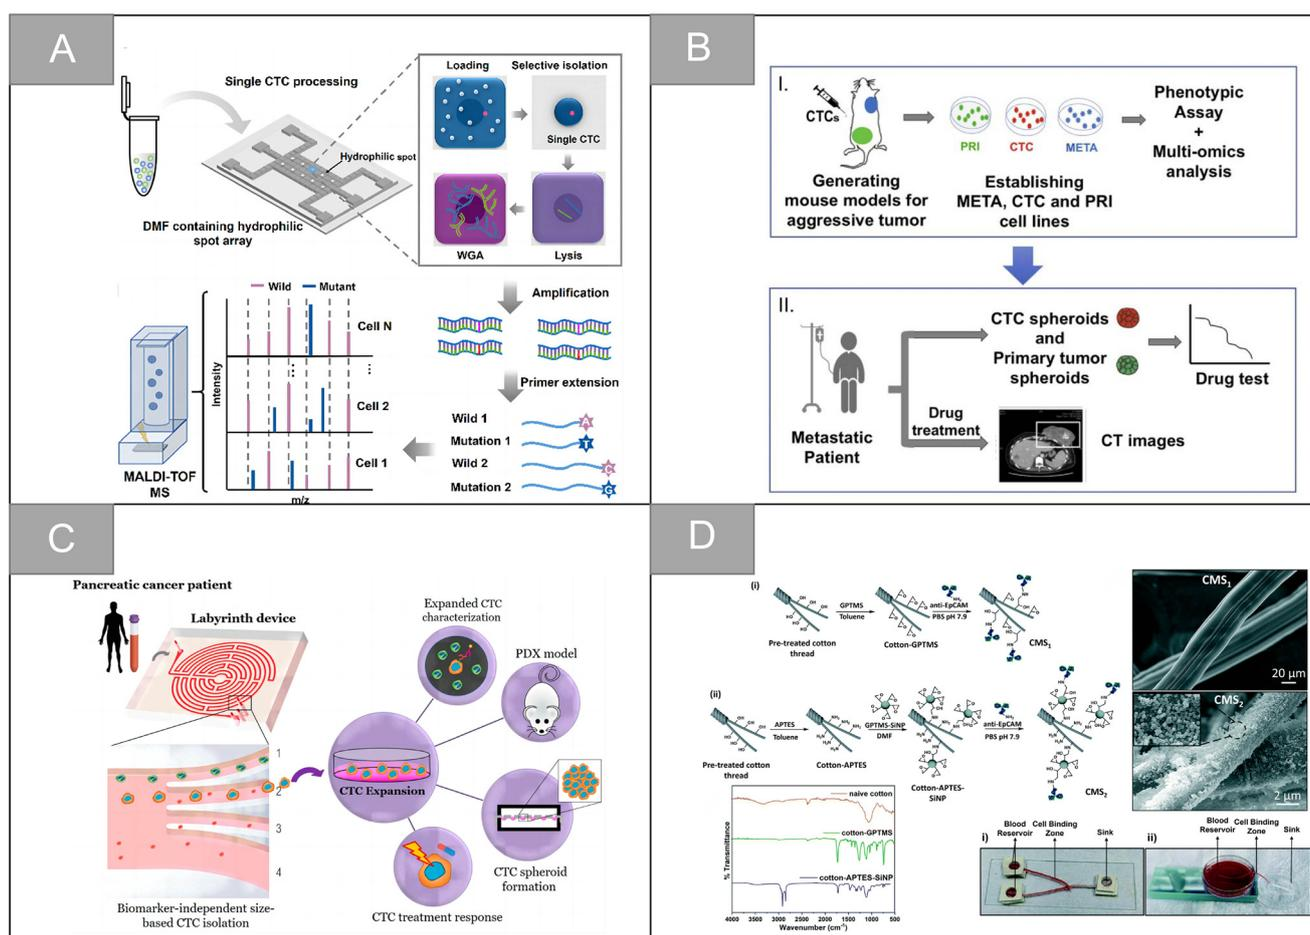 A
Single CTC processing
Loading
Selective isolation
Single CTC
Hydrophilic spot
DMF containing hydrophilic
spot array
WGA
Lysis
Wild
Mutant
Amplification
Cell N
Intensity
Cell 2
Primer extension
Wild 1
A
Mutation 1
T
Cell 1
Wild 2
C
Mutation 2
G
MALDI-TOF
MS
m/z
B
I.
CTCs
PRI
CTC
META
Phenotypic
Assay
+
Multi-omics
analysis
Generating
mouse models for
aggressive tumor
Establishing
META, CTC and PRI
cell lines
II.
CTC spheroids
and
Primary tumor
spheroids
Drug test
Drug
treatment
Metastatic
Patient
CT images
C
Pancreatic cancer patient
Labyrinth device
Expanded CTC
characterization
PDX model
1
2
3
4
CTC Expansion
CTC spheroid
formation
Biomarker-independent size-
based CTC isolation
CTC treatment response
D
(i)
GPTMS
Toluene
anti-EpCAM
PBS pH 7.9
Pre-treated cotton
thread
Cotton-GPTMS
CMS1
CMS1
20 µm
(ii)
APTES
Toluene
GPTMS-SiNP
DMF
anti-EpCAM
PBS pH 7.9
Pre-treated cotton
thread
Cotton-APTES
Cotton-APTES-
SiNP
CMS2
CMS2
2 µm
% Transmittance
naive cotton
cotton-GPTMS
cotton-APTES-SiNP
4000 3500 3000 2500 2000 1500 1000 500
Wavenumber (cm-1)
Blood
Reservoir
Cell Binding
Zone
Sink
i)
Blood
Reservoir
Cell Binding
Zone
Sink
ii)